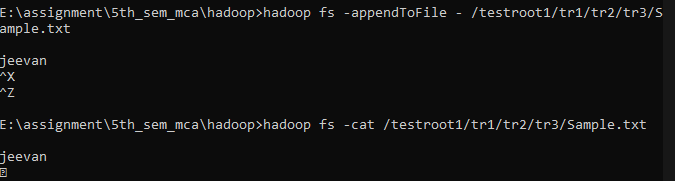 E:\assignment\5th_sem_mca\hadoop>hadoop fs -appendToFile - /testroot1/tr1/tr2/tr3/S
ample.txt
jeevan
^X
^Z
E:\assignment\5th_sem_mca\hadoop>hadoop fs -cat /testroot1/tr1/tr2/tr3/Sample.txt
jeevan